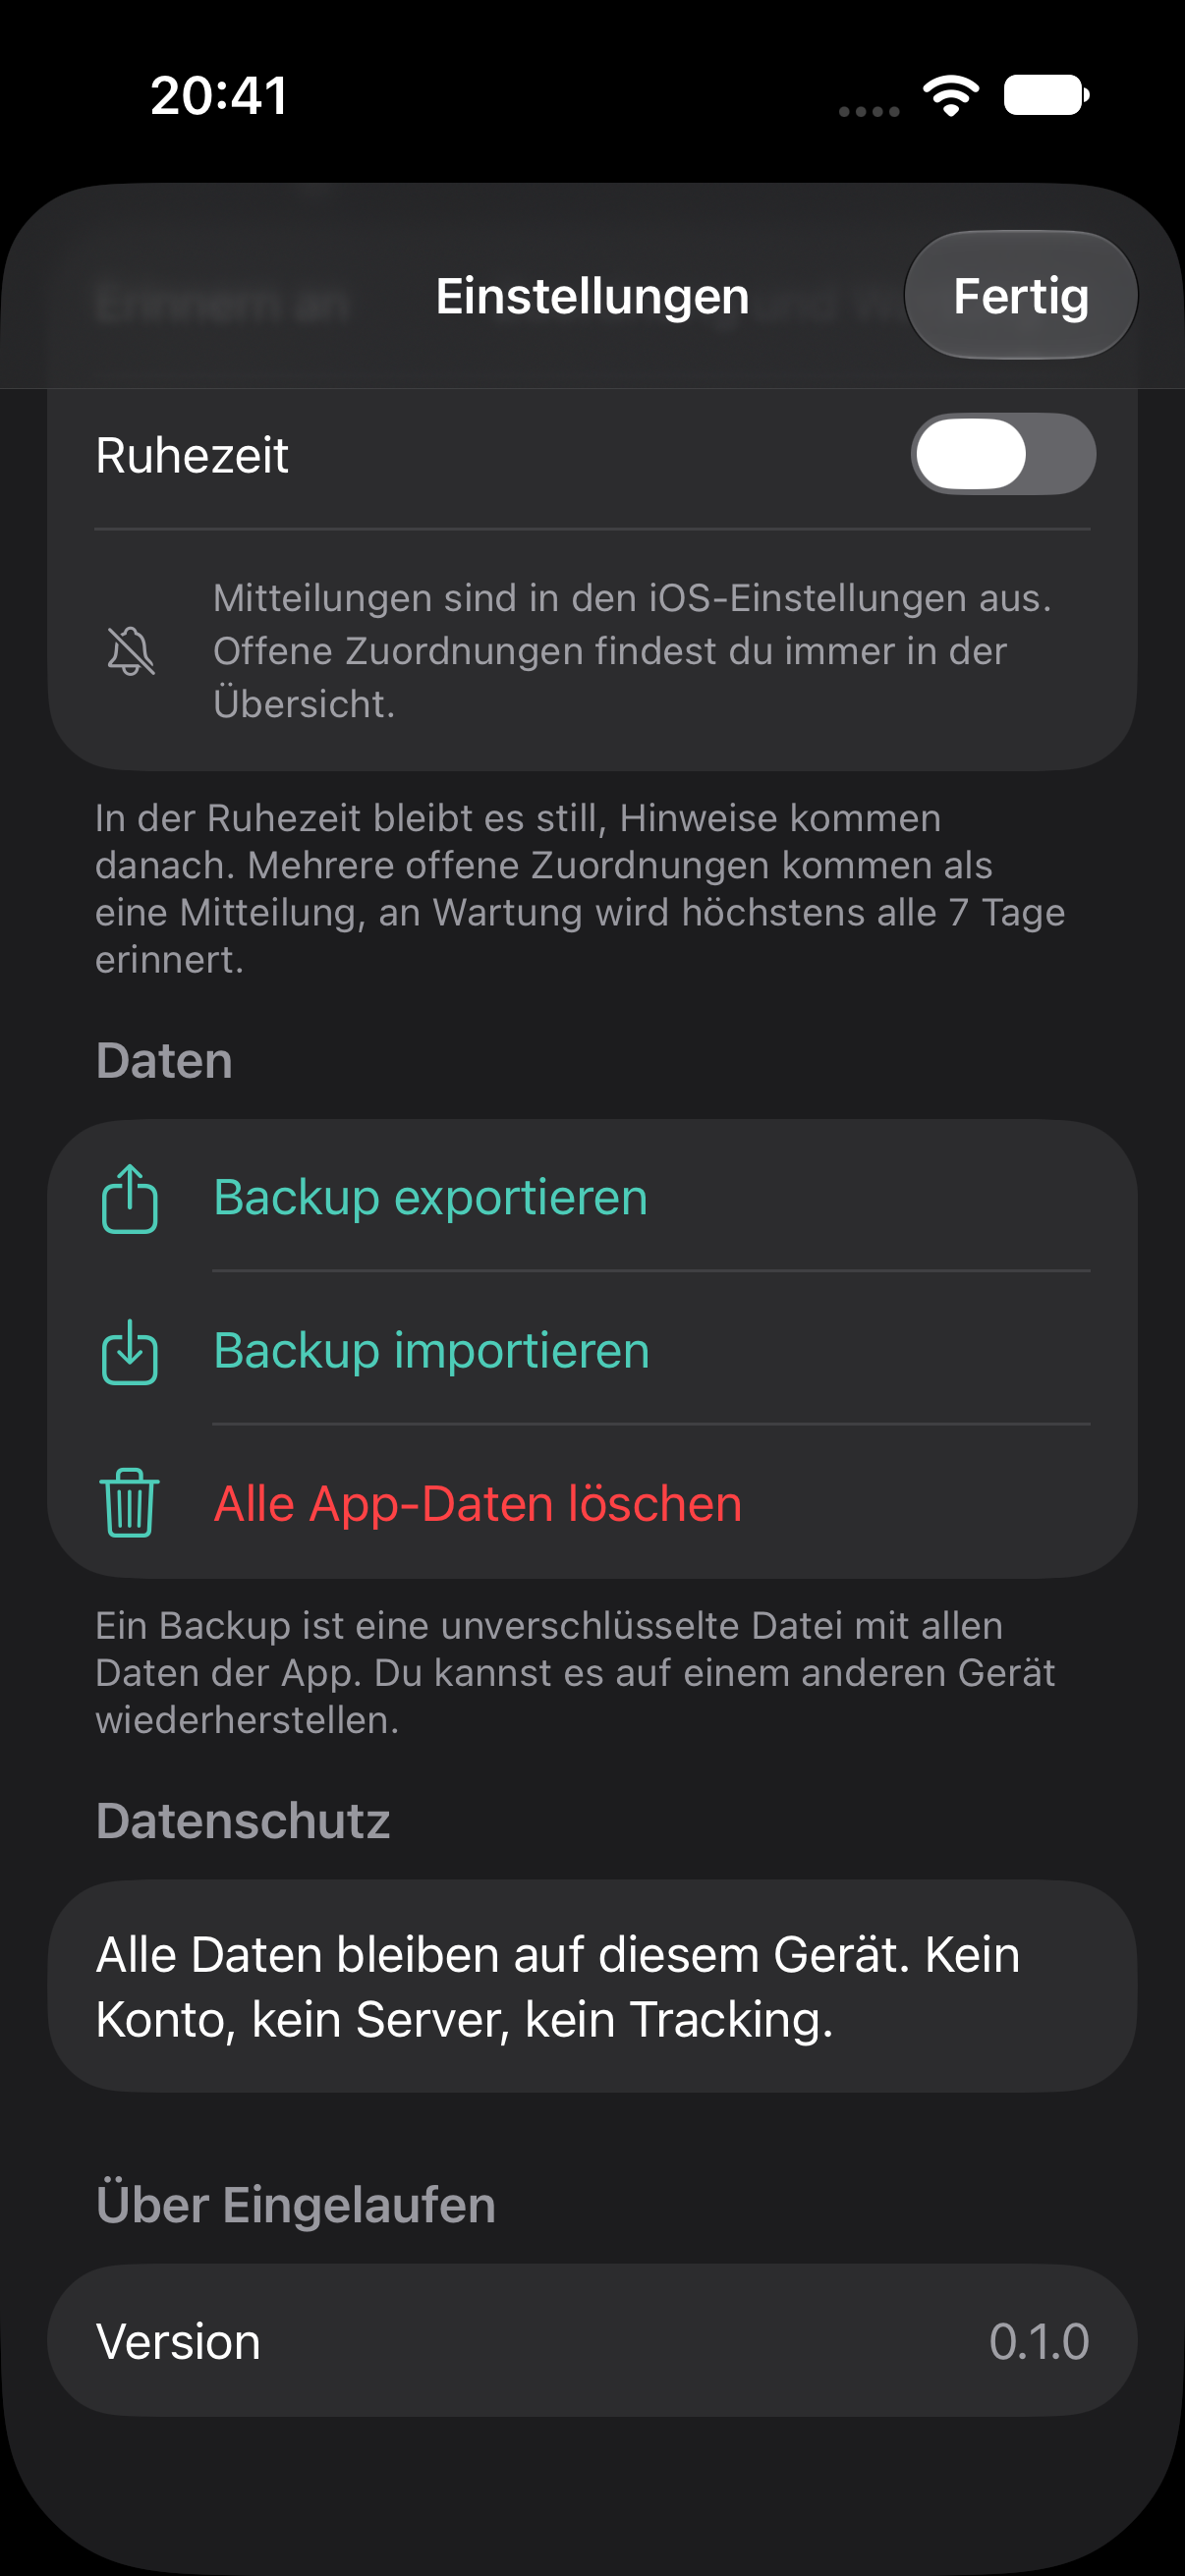 20:41
Einstellungen
Fertig
Erinnern an
Ruhezeit
Mitteilungen sind in den iOS-Einstellungen aus.
Offene Zuordnungen findest du immer in der
Übersicht.
In der Ruhezeit bleibt es still, Hinweise kommen
danach. Mehrere offene Zuordnungen kommen als
eine Mitteilung, an Wartung wird höchstens alle 7 Tage
erinnert.
Daten
Backup exportieren
Backup importieren
Alle App-Daten löschen
Ein Backup ist eine unverschlüsselte Datei mit allen
Daten der App. Du kannst es auf einem anderen Gerät
wiederherstellen.
Datenschutz
Alle Daten bleiben auf diesem Gerät. Kein
Konto, kein Server, kein Tracking.
Über Eingelaufen
Version
0.1.0